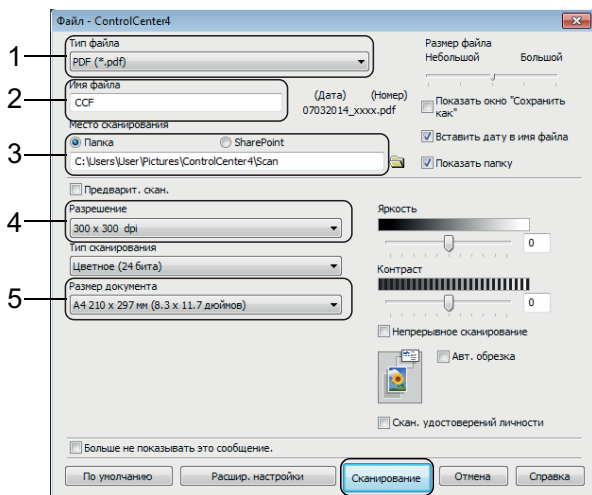 Файл - ControlCenter4
1
Тип файла
PDF (*.pdf)
Размер файла
Небольшой Большой
2
Имя файла
CCF
(Дата) (Номер)
07032014_xxxx.pdf
Показать окно "Сохранить как"
Вставить дату в имя файла
Показать папку
3
Место сканирования
Папка SharePoint
C:\Users\User\Pictures\ControlCenter4\Scan
Предварит. скан.
4
Разрешение
300 x 300 dpi
Тип сканирования
Цветное (24 бита)
5
Размер документа
A4 210 x 297 мм (8.3 x 11.7 дюймов)
Яркость
0
Контраст
0
Непрерывное сканирование
Авт. обрезка
Скан. удостоверений личности
Больше не показывать это сообщение.
По умолчанию Расшир. настройки Сканирование Отмена Справка